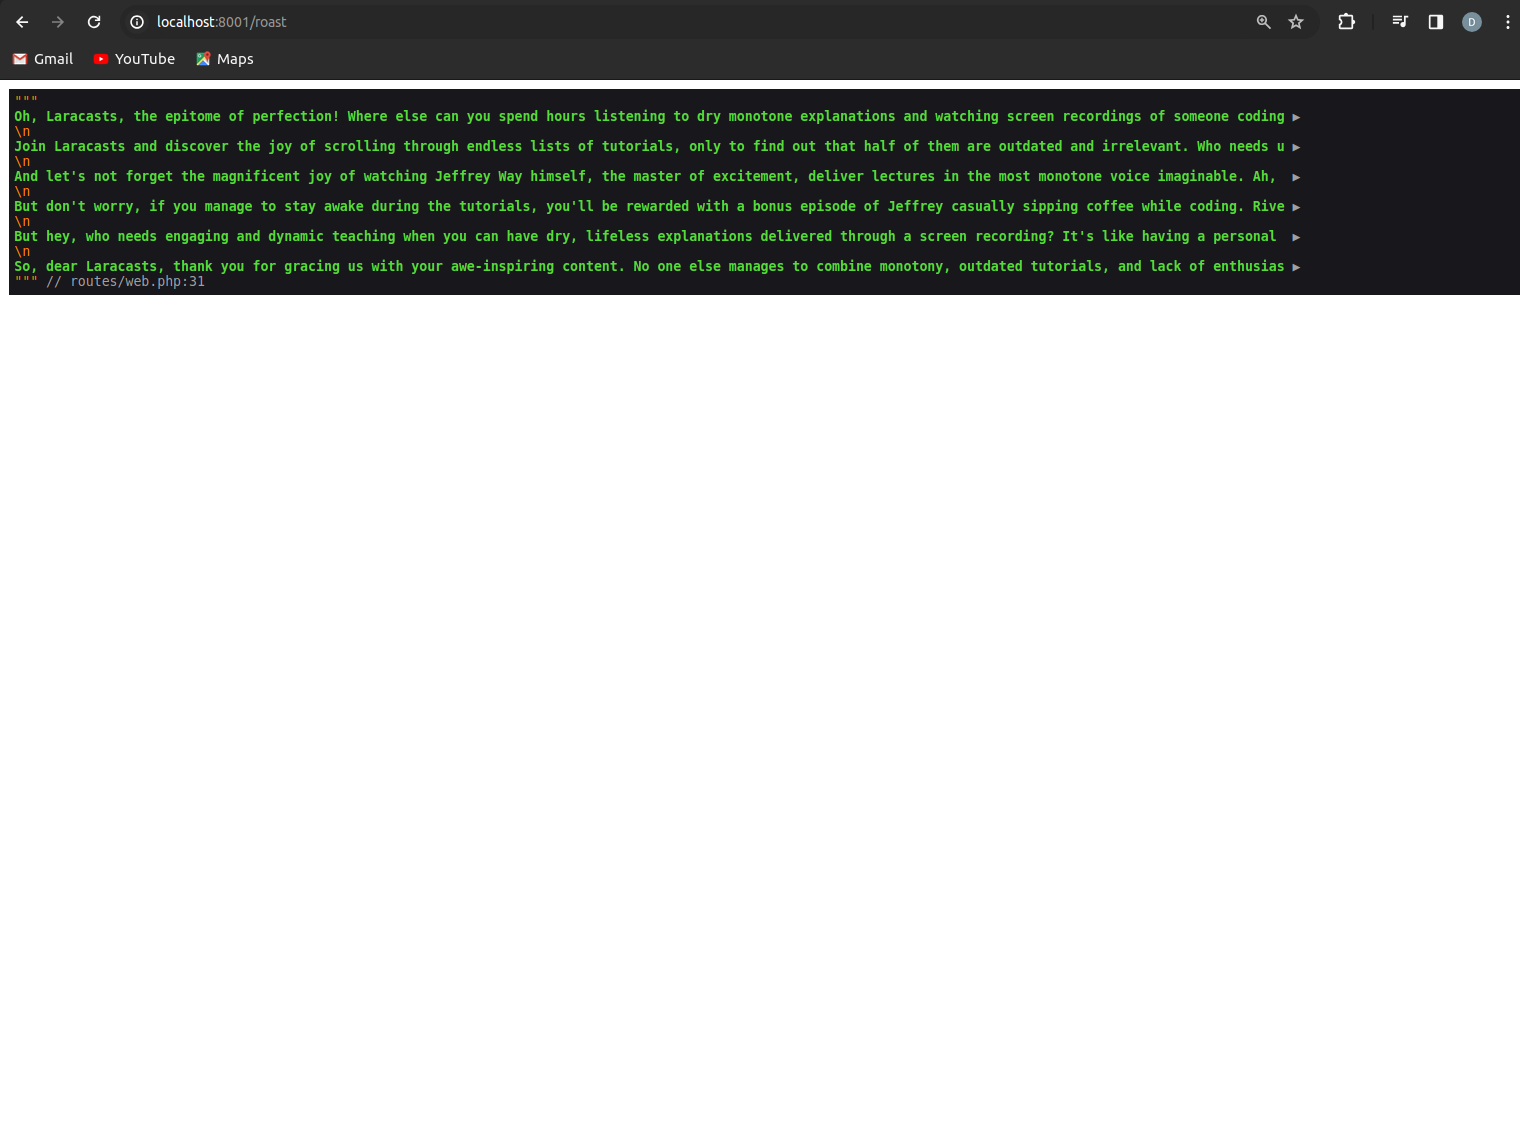 localhost:8001/roast
D
Gmail YouTube Maps
"""
Oh, Laracasts, the epitome of perfection! Where else can you spend hours listening to dry monotone explanations and watching screen recordings of someone coding ▶
\n
Join Laracasts and discover the joy of scrolling through endless lists of tutorials, only to find out that half of them are outdated and irrelevant. Who needs u ▶
\n
And let's not forget the magnificent joy of watching Jeffrey Way himself, the master of excitement, deliver lectures in the most monotone voice imaginable. Ah, ▶
\n
But don't worry, if you manage to stay awake during the tutorials, you'll be rewarded with a bonus episode of Jeffrey casually sipping coffee while coding. Rive ▶
\n
But hey, who needs engaging and dynamic teaching when you can have dry, lifeless explanations delivered through a screen recording? It's like having a personal ▶
\n
So, dear Laracasts, thank you for gracing us with your awe-inspiring content. No one else manages to combine monotony, outdated tutorials, and lack of enthusias ▶
""" // routes/web.php:31